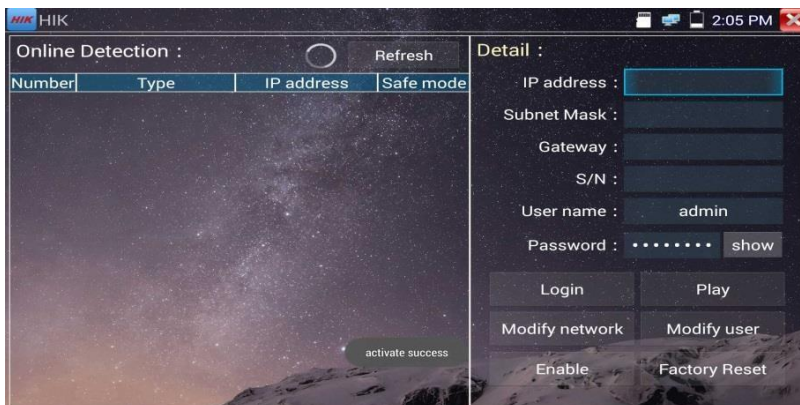 HIK HIK 2:05 PM
Online Detection :
Refresh
Number Type IP address Safe mode
activate success
Detail :
IP address :
Subnet Mask :
Gateway :
S/N :
User name : admin
Password : •••••••• show
Login Play
Modify network Modify user
Enable Factory Reset